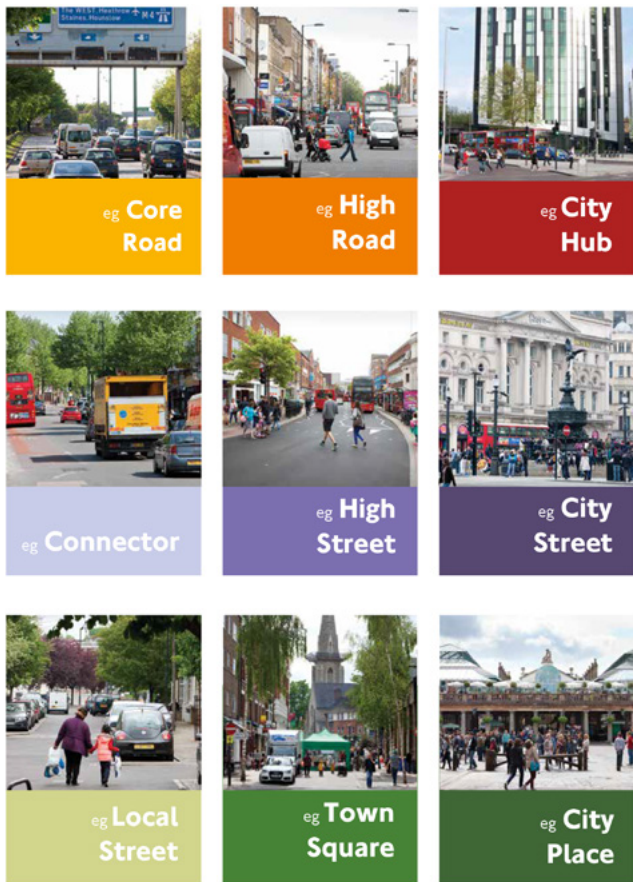 The WEST, Heathrow
Staines, Hounslow
M4
eg Core
Road
eg High
Road
eg City
Hub
eg Connector
eg High
Street
eg City
Street
eg Local
Street
eg Town
Square
eg City
Place